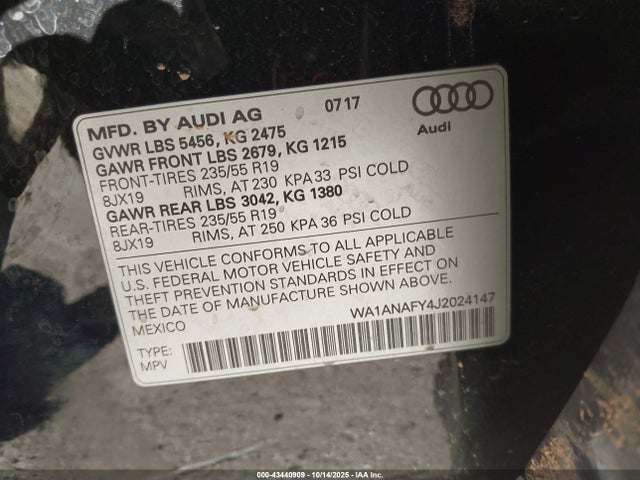 MFD. BY AUDI AG 07 17
GVWR LBS 5456, KG 2475
GAWR FRONT LBS 2679, KG 1215
FRONT-TIRES 235/55 R19
8JX19 RIMS, AT 230 KPA 33 PSI COLD
GAWR REAR LBS 3042, KG 1380
REAR-TIRES 235/55 R19
8JX19 RIMS, AT 250 KPA 36 PSI COLD
Audi
THIS VEHICLE CONFORMS TO ALL APPLICABLE
U.S. FEDERAL MOTOR VEHICLE SAFETY AND
THEFT PREVENTION STANDARDS IN EFFECT ON
THE DATE OF MANUFACTURE SHOWN ABOVE.
MEXICO
WA1ANAFY4J2024147
TYPE:
MPV
000-43440909 - 10/14/2025 - IAAI.COM